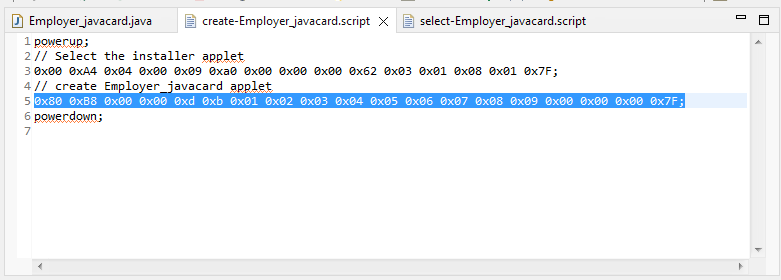 Employer_javacard.java create-Employer_javacard.script select-Employer_javacard.script
1 powerup;
2 // Select the installer applet
3 0x00 0xA4 0x04 0x00 0x09 0xa0 0x00 0x00 0x00 0x62 0x03 0x01 0x08 0x01 0x7F;
4 // create Employer_javacard applet
5 0x80 0xB8 0x00 0x00 0xd 0xb 0x01 0x02 0x03 0x04 0x05 0x06 0x07 0x08 0x09 0x00 0x00 0x00 0x7F;
6 powerdown;
7